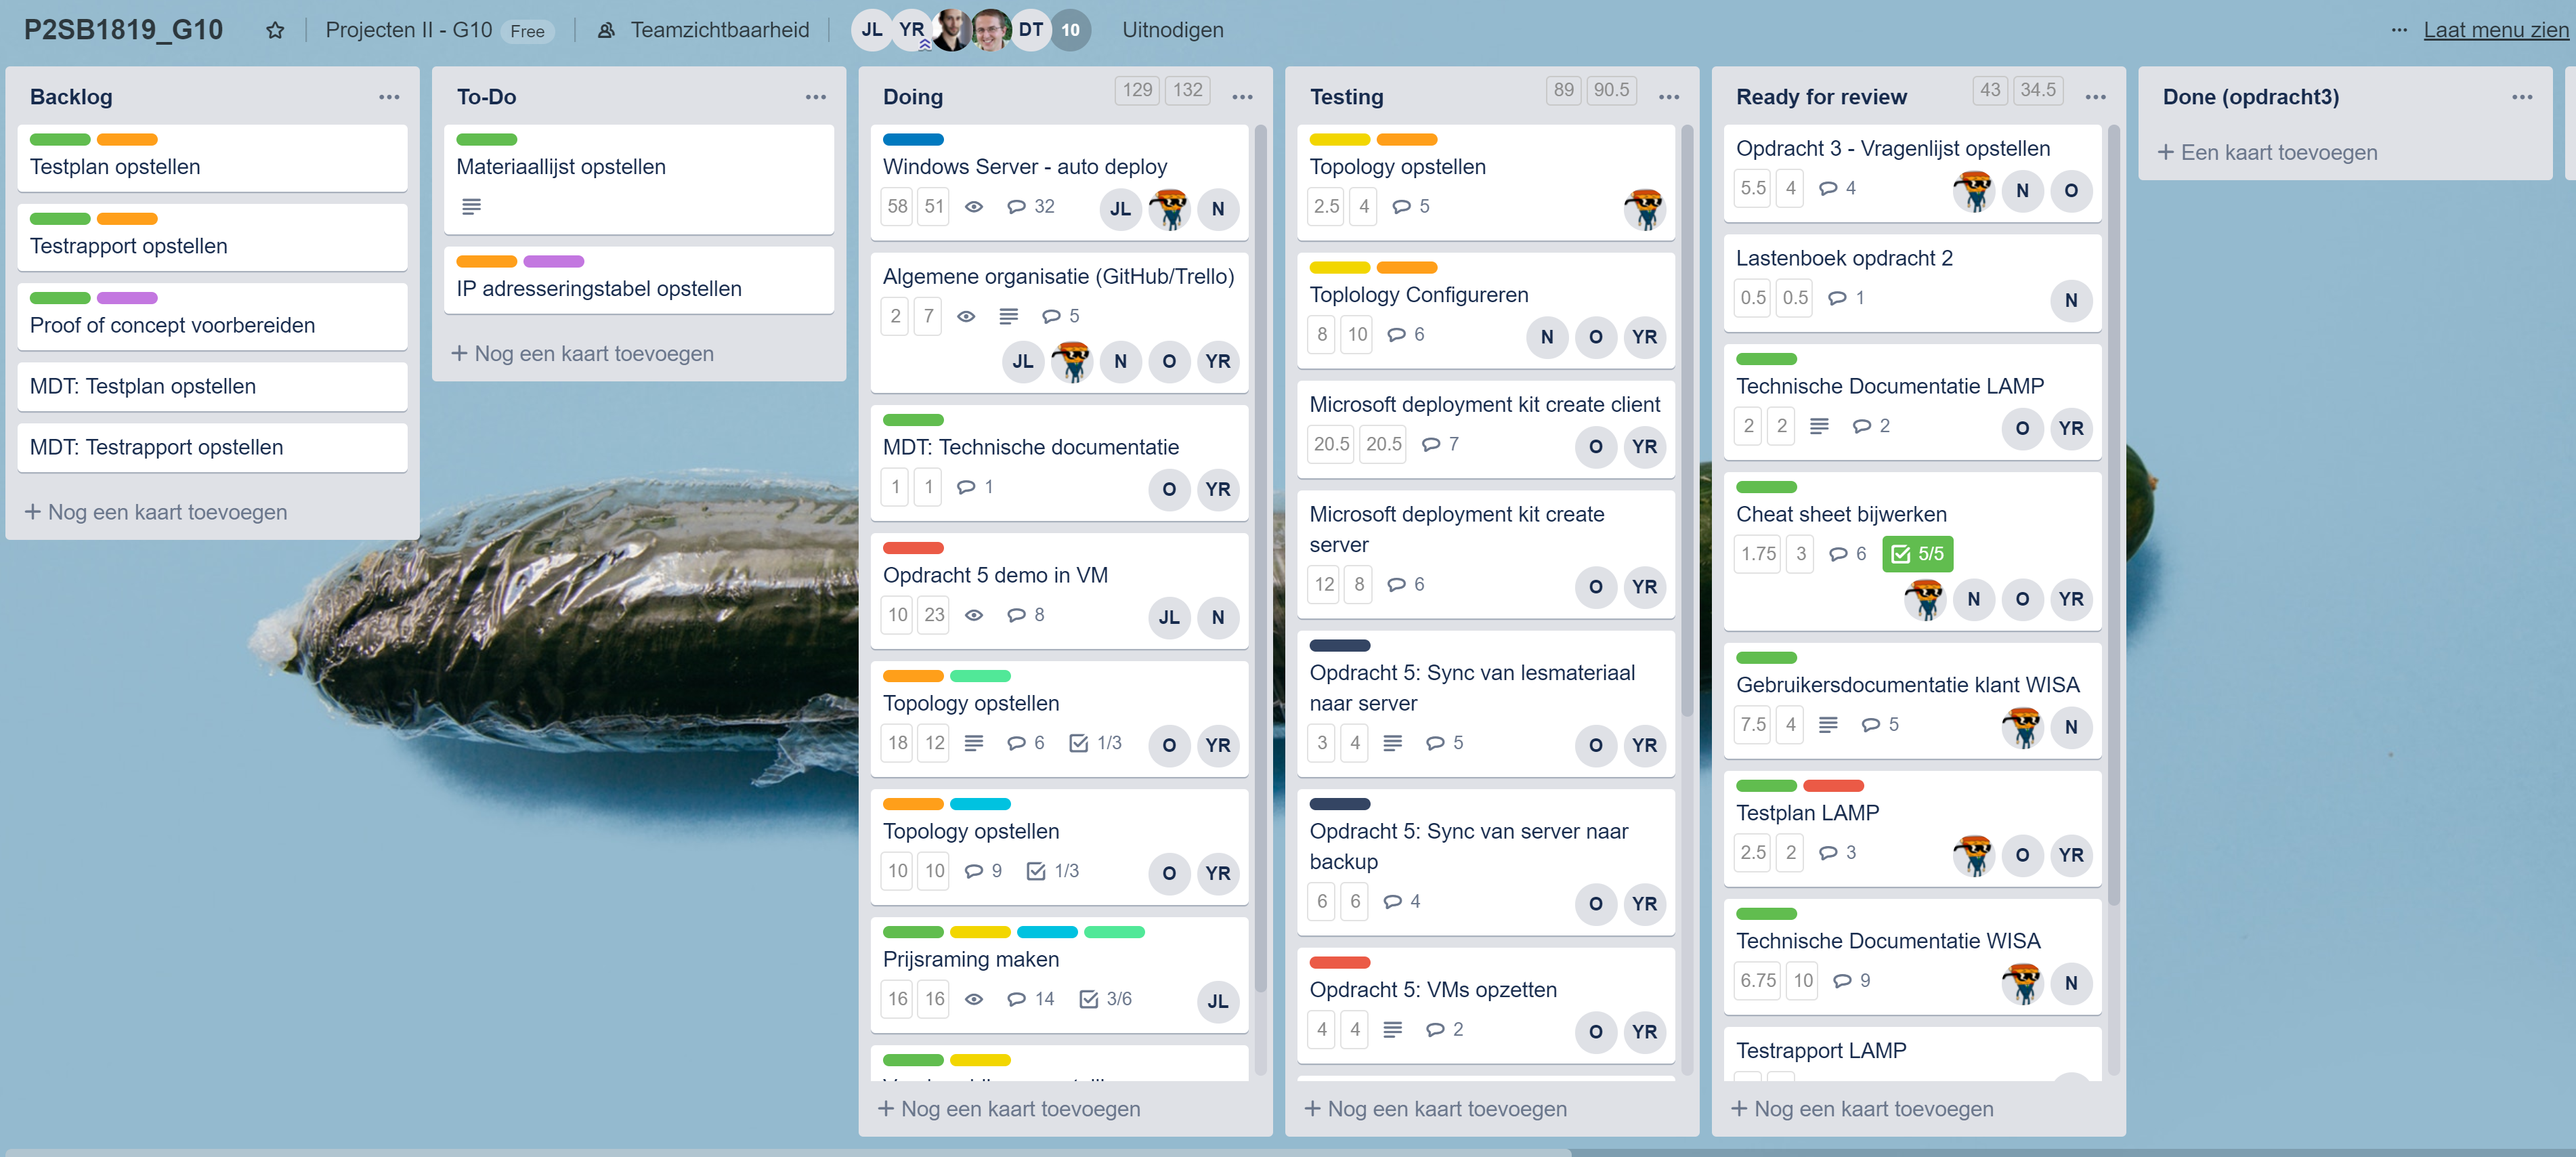 P2SB1819_G10
Projecten II - G10 Free
Teamzichtbaarheid
JL YR DT 10
Uitnodigen
Laat menu zien
Backlog
Testplan opstellen
Testrapport opstellen
Proof of concept voorbereiden
MDT: Testplan opstellen
MDT: Testrapport opstellen
+ Nog een kaart toevoegen
To-Do
Materiaallijst opstellen
IP adresseringstabel opstellen
+ Nog een kaart toevoegen
Doing 129 132
Windows Server - auto deploy
58 51 32 JL N
Algemene organisatie (GitHub/Trello)
2 7 5
JL N O YR
MDT: Technische documentatie
1 1 1 O YR
Opdracht 5 demo in VM
10 23 8 JL N
Topology opstellen
18 12 6 1/3 O YR
Topology opstellen
10 10 9 1/3 O YR
Prijsraming maken
16 16 14 3/6 JL
+ Nog een kaart toevoegen
Testing 89 90.5
Topology opstellen
2.5 4 5
Toplology Configureren
8 10 6 N O YR
Microsoft deployment kit create client
20.5 20.5 7 O YR
Microsoft deployment kit create
server
12 8 6 O YR
Opdracht 5: Sync van lesmateriaal
naar server
3 4 5 O YR
Opdracht 5: Sync van server naar
backup
6 6 4 O YR
Opdracht 5: VMs opzetten
4 4 2 O YR
+ Nog een kaart toevoegen
Ready for review 43 34.5
Opdracht 3 - Vragenlijst opstellen
5.5 4 4 N O
Lastenboek opdracht 2
0.5 0.5 1 N
Technische Documentatie LAMP
2 2 2 O YR
Cheat sheet bijwerken
1.75 3 6 5/5
N O YR
Gebruikersdocumentatie klant WISA
7.5 4 5 N
Testplan LAMP
2.5 2 3 O YR
Technische Documentatie WISA
6.75 10 9 N
Testrapport LAMP
+ Nog een kaart toevoegen
Done (opdracht3)
+ Een kaart toevoegen